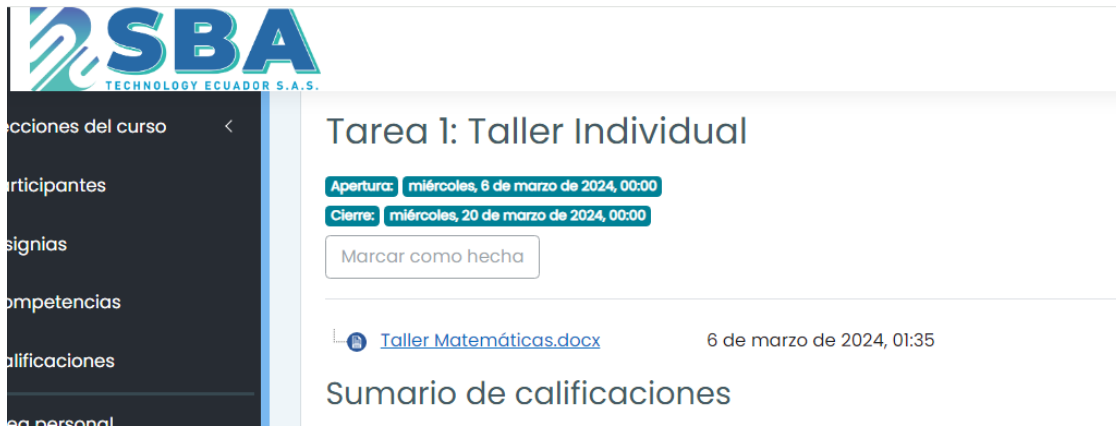 SBA
TECHNOLOGY ECUADOR S.A.S.
ecciones del curso
articipantes
signias
ompetencias
alificaciones
ea personal
Tarea 1: Taller Individual
Apertura: miércoles, 6 de marzo de 2024, 00:00
Cierre: miércoles, 20 de marzo de 2024, 00:00
Marcar como hecha
Taller Matemáticas.docx 6 de marzo de 2024, 01:35
Sumario de calificaciones